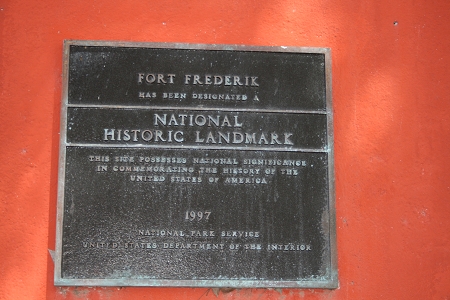 FORT FREDERIK
HAS BEEN DESIGNATED A
NATIONAL
HISTORIC LANDMARK
THIS SITE POSSESSES NATIONAL SIGNIFICANCE
IN COMMEMORATING THE HISTORY OF THE
UNITED STATES OF AMERICA
1997
NATIONAL PARK SERVICE
UNITED STATES DEPARTMENT OF THE INTERIOR